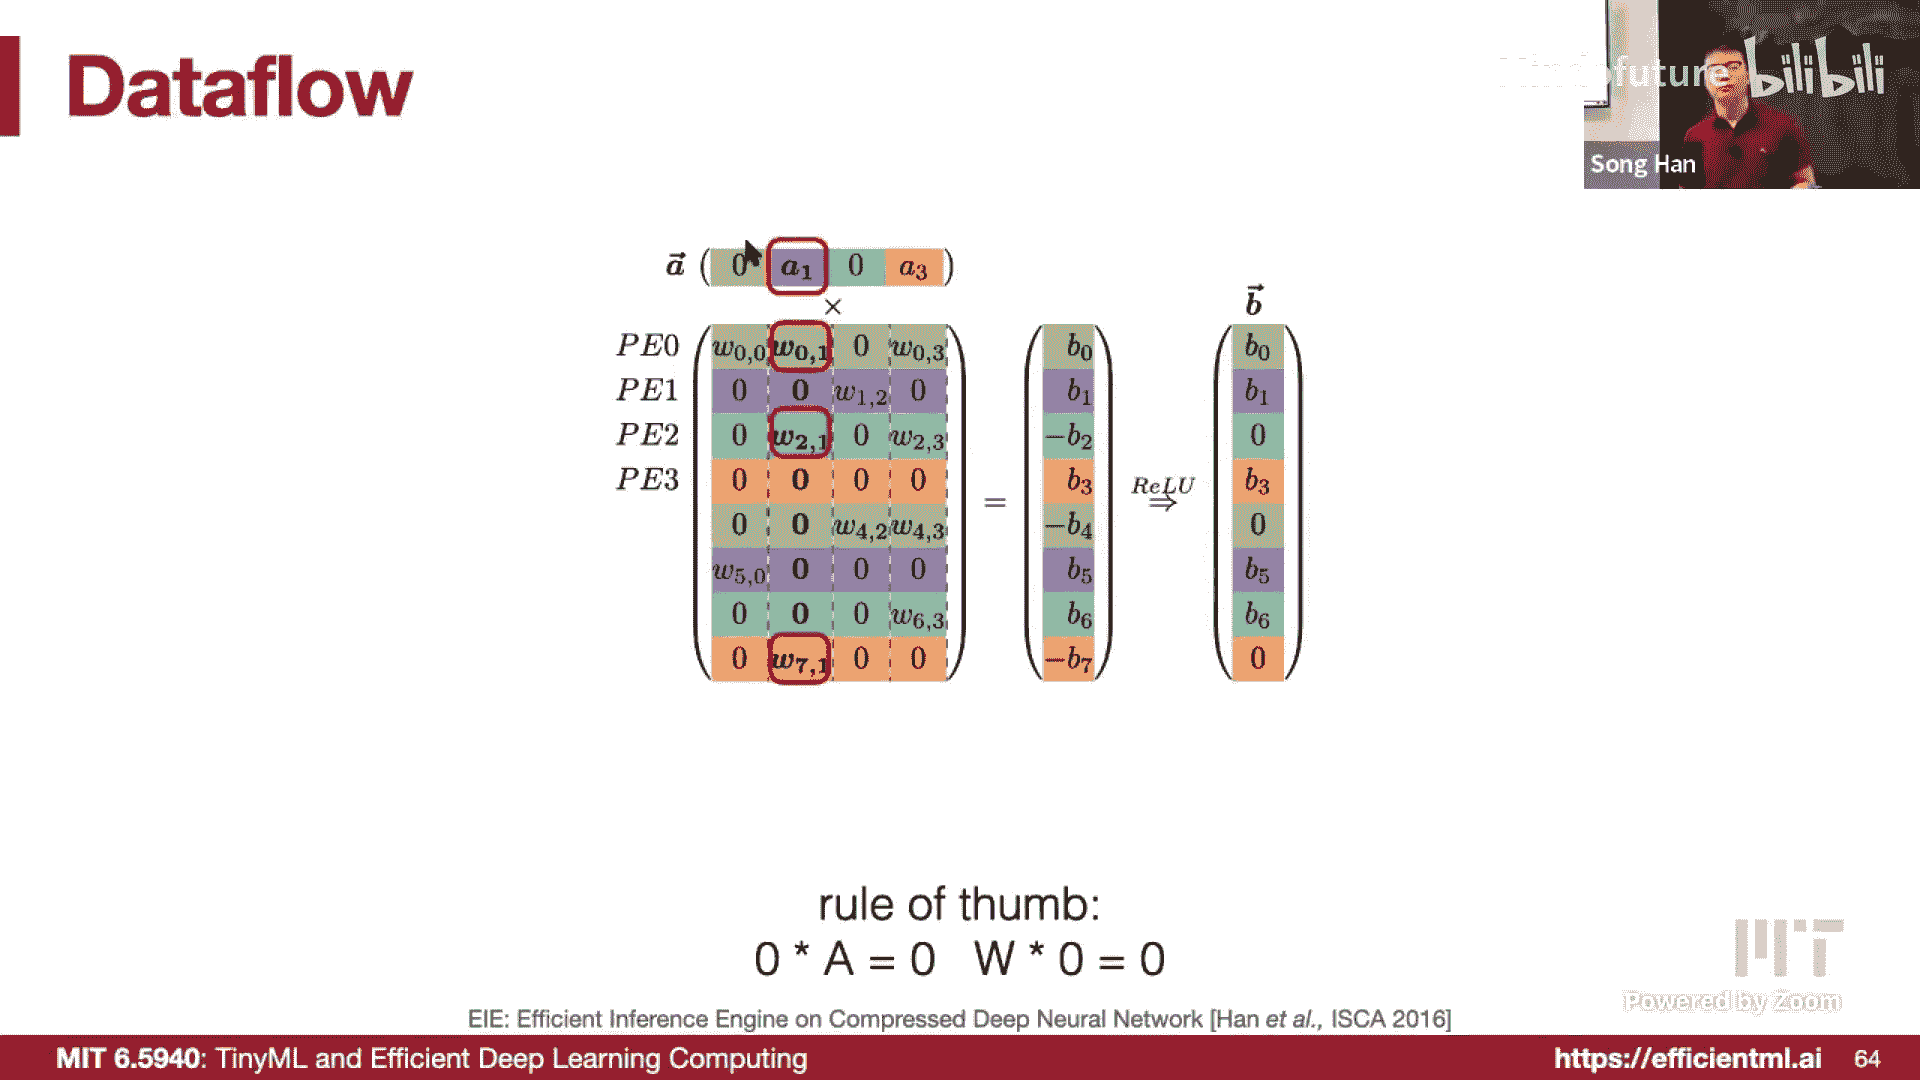 Dataflow
future bilibili
Song Han
a⃗ ( 0 a₁ 0 a₃ )
×
b⃗
PE0 w₀,₀ w₀,₁ 0 w₀,₃ b₀ b₀
PE1 0 0 w₁,₂ 0 b₁ b₁
PE2 0 w₂,₁ 0 w₂,₃ −b₂ 0
PE3 0 0 0 0 b₃ b₃
= ReLU ⇒
0 0 w₄,₂ w₄,₃ −b₄ 0
w₅,₀ 0 0 0 b₅ b₅
0 0 0 w₆,₃ b₆ b₆
0 w₇,₁ 0 0 −b₇ 0
rule of thumb:
0 * A = 0 W * 0 = 0
MIT
Powered by Zoom
EIE: Efficient Inference Engine on Compressed Deep Neural Network [Han et al., ISCA 2016]
MIT 6.5940: TinyML and Efficient Deep Learning Computing
https://efficientml.ai 64